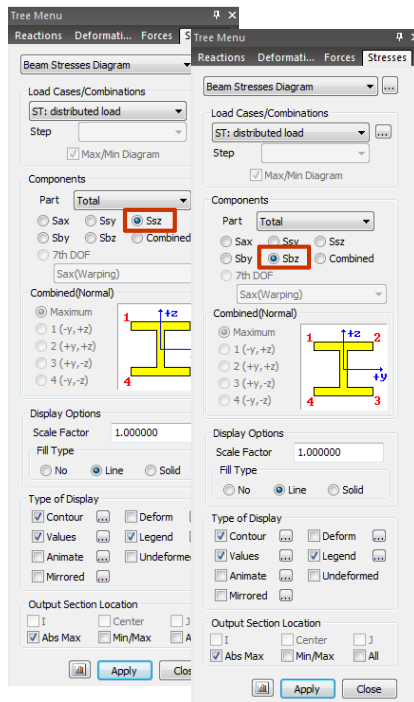 Tree Menu
Reactions Deformati... Forces S
Beam Stresses Diagram
Load Cases/Combinations
ST: distributed load
Step
Max/Min Diagram
Components
Part Total
Sax Ssy Ssz
Sby Sbz Combined
7th DOF
Sax(Warping)
Combined(Normal)
Maximum
1 (-y,+z)
2 (+y,+z)
3 (+y,-z)
4 (-y,-z)
1 +z
4
Display Options
Scale Factor 1.000000
Fill Type
No Line Solid
Type of Display
Contour ... Deform
Values ... Legend
Animate ... Undeforme
Mirrored ...
Output Section Location
I Center J
Abs Max Min/Max A
Apply Clos
Tree Menu
Reactions Deformati... Forces Stresses
Beam Stresses Diagram ...
Load Cases/Combinations
ST: distributed load ...
Step
Max/Min Diagram
Components
Part Total
Sax Ssy Ssz
Sby Sbz Combined
7th DOF
Sax(Warping)
Combined(Normal)
Maximum
1 (-y,+z)
2 (+y,+z)
3 (+y,-z)
4 (-y,-z)
1 +z 2
+y
4 3
Display Options
Scale Factor 1.000000
Fill Type
No Line Solid
Type of Display
Contour ... Deform ...
Values ... Legend ...
Animate ... Undeformed
Mirrored ...
Output Section Location
I Center J
Abs Max Min/Max All
Apply Close